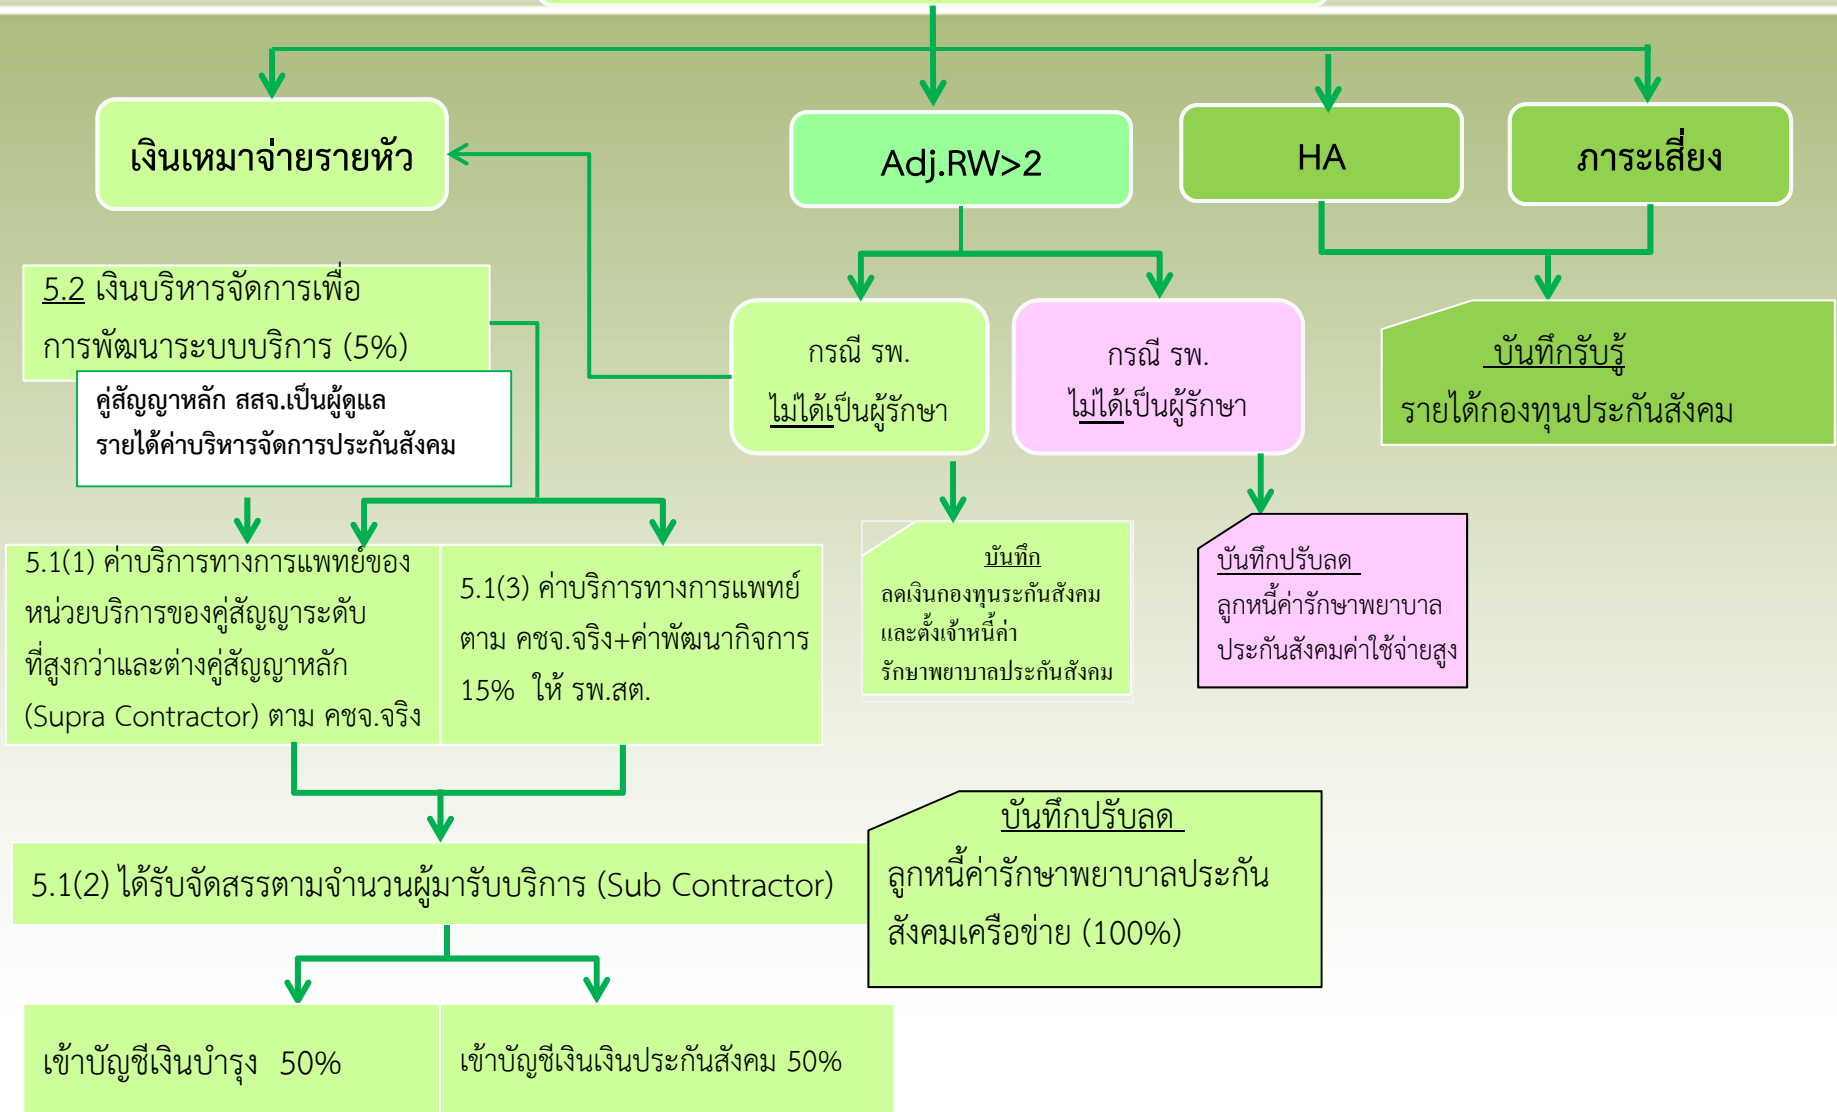 เงินเหมาจ่ายรายหัว
Adj.RW>2
HA
ภาระเสี่ยง
5.2 เงินบริหารจัดการเพื่อ
การพัฒนาระบบบริการ (5%)
คู่สัญญาหลัก สสจ.เป็นผู้ดูแล
รายได้ค่าบริหารจัดการประกันสังคม
กรณี รพ.
ไม่ได้เป็นผู้รักษา
กรณี รพ.
ไม่ได้เป็นผู้รักษา
บันทึกรับรู้
รายได้กองทุนประกันสังคม
5.1(1) ค่าบริการทางการแพทย์ของ
หน่วยบริการของคู่สัญญาระดับ
ที่สูงกว่าและต่างคู่สัญญาหลัก
(Supra Contractor) ตาม คชจ.จริง
5.1(3) ค่าบริการทางการแพทย์
ตาม คชจ.จริง+ค่าพัฒนากิจการ
15% ให้ รพ.สต.
บันทึก
ลดเงินกองทุนระกันสังคม
และตั้งเจ้าหนี้ค่า
รักษาพยาบาลประกันสังคม
บันทึกปรับลด
ลูกหนี้ค่ารักษาพยาบาล
ประกันสังคมค่าใช้จ่ายสูง
5.1(2) ได้รับจัดสรรตามจำนวนผู้มารับบริการ (Sub Contractor)
บันทึกปรับลด
ลูกหนี้ค่ารักษาพยาบาลประกัน
สังคมเครือข่าย (100%)
เข้าบัญชีเงินบำรุง 50%
เข้าบัญชีเงินเงินประกันสังคม 50%